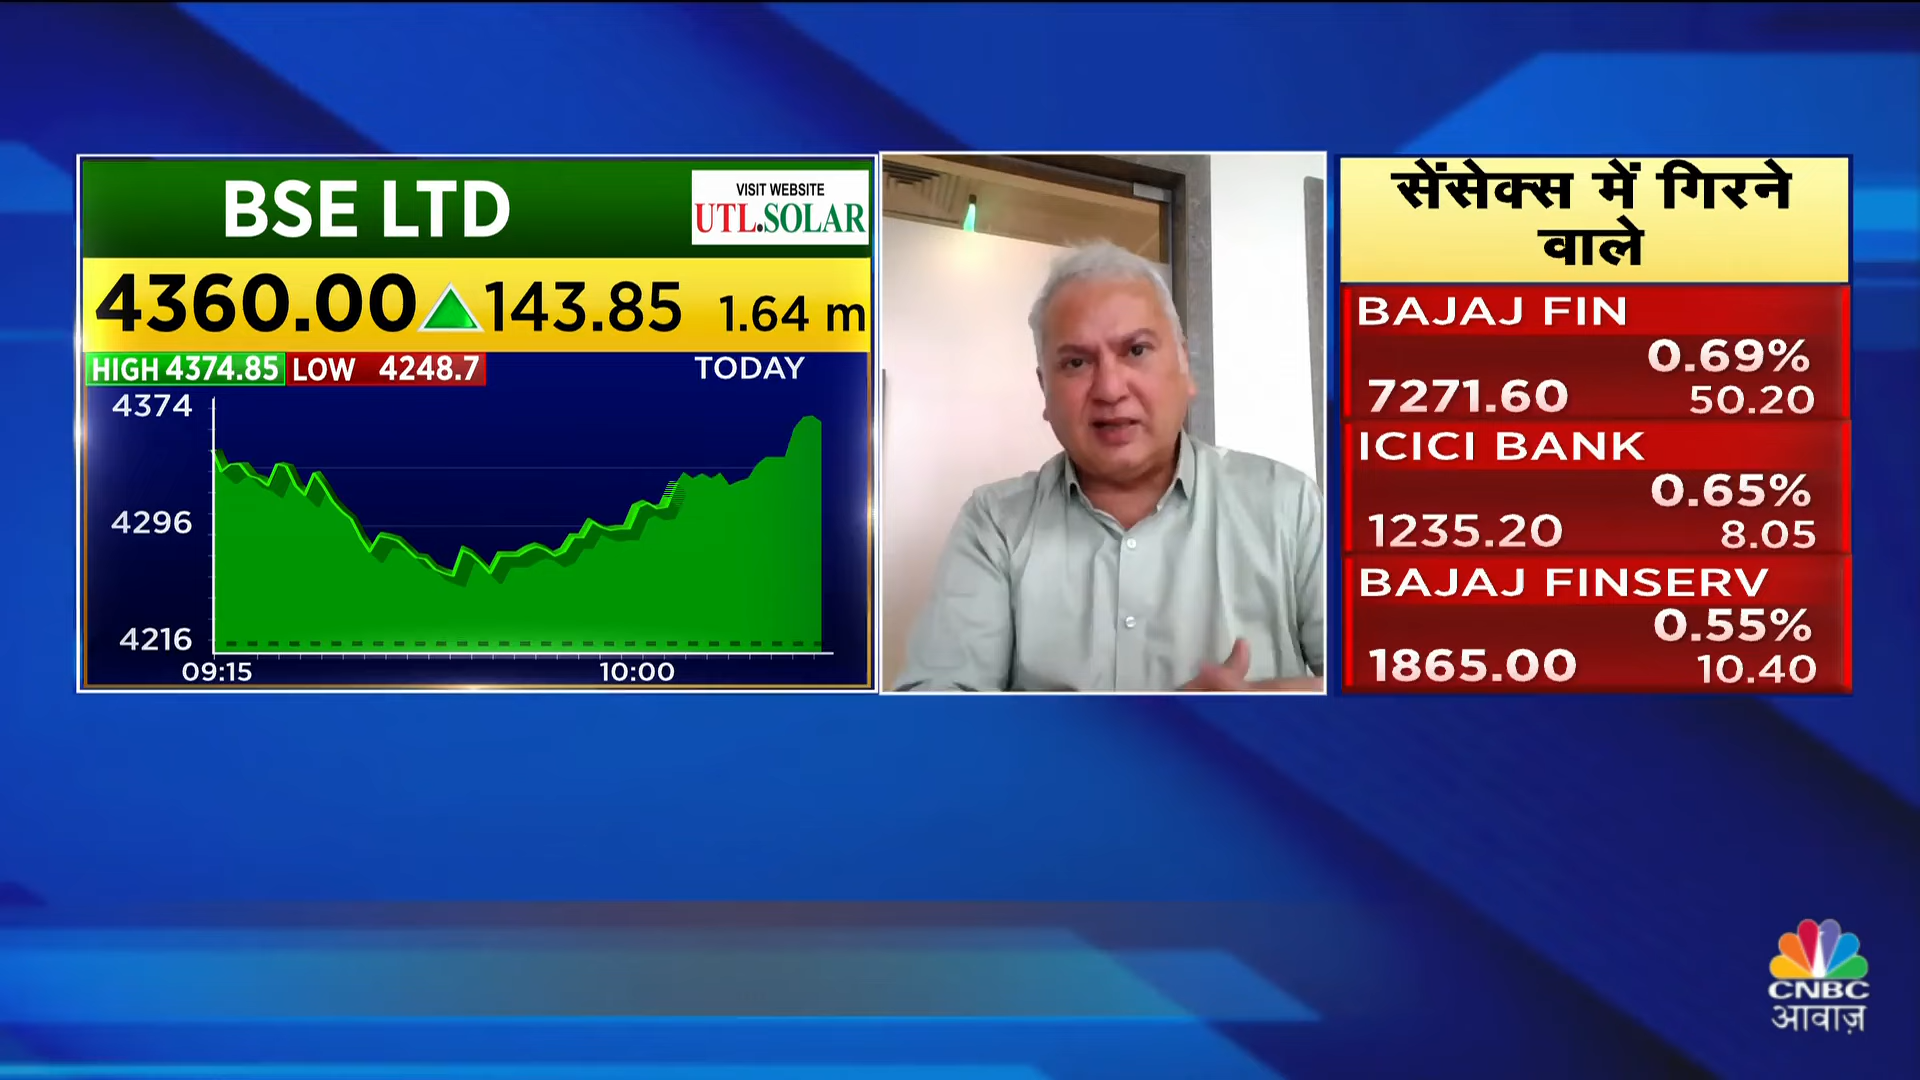 BSE LTD
VISIT WEBSITE
UTL.SOLAR
4360.00 143.85 1.64 m
HIGH 4374.85 LOW 4248.7 TODAY
4374
4296
4216
09:15 10:00
सेंसेक्स में गिरने
वाले
BAJAJ FIN
0.69%
7271.60 50.20
ICICI BANK
0.65%
1235.20 8.05
BAJAJ FINSERV
0.55%
1865.00 10.40
CNBC
आवाज़